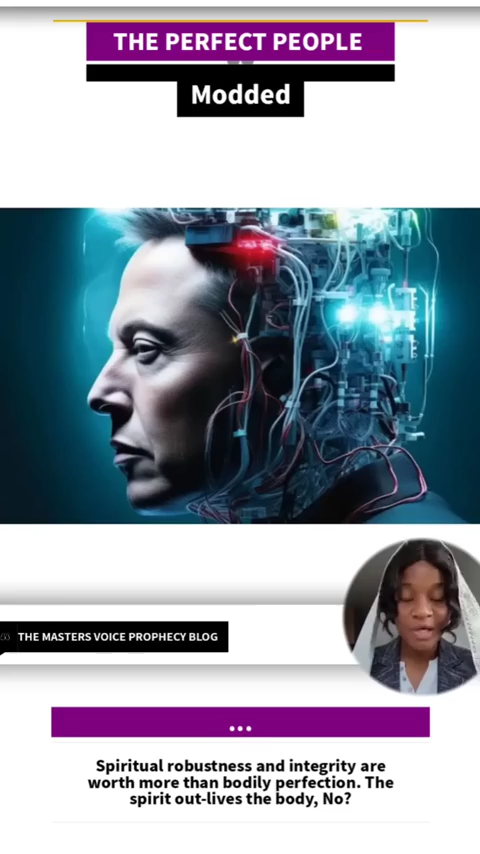 THE PERFECT PEOPLE
Modded
THE MASTERS VOICE PROPHECY BLOG
...
Spiritual robustness and integrity are
worth more than bodily perfection. The
spirit out-lives the body, No?